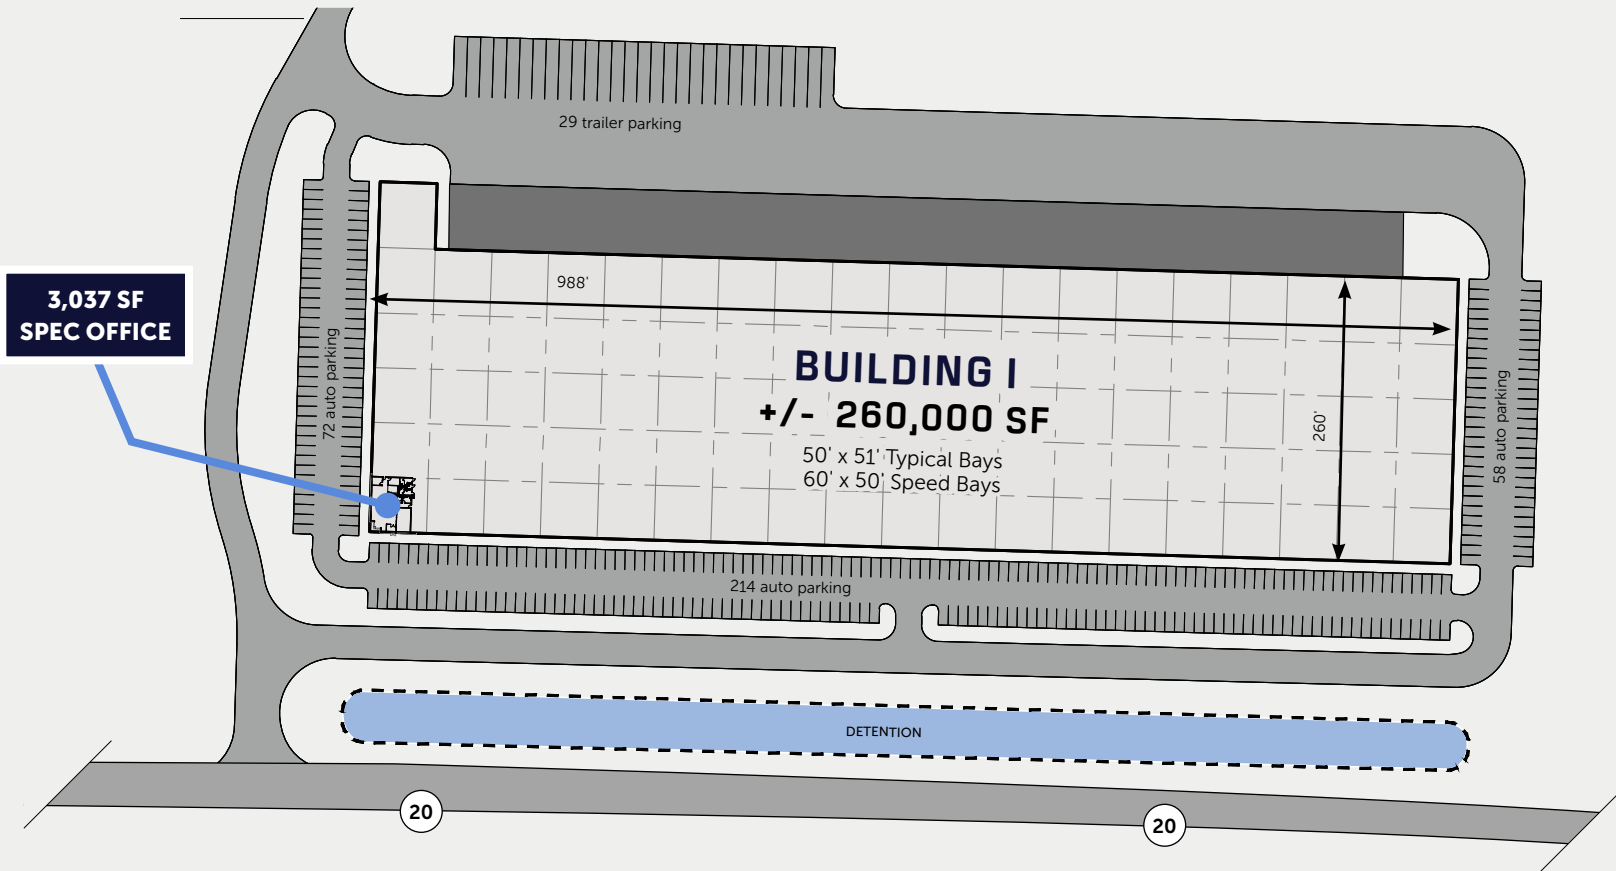 29 trailer parking
988'
3,037 SF
SPEC OFFICE
72 auto parking
BUILDING I
+/- 260,000 SF
50' x 51' Typical Bays
60' x 50' Speed Bays
260'
58 auto parking
214 auto parking
DETENTION
20
20